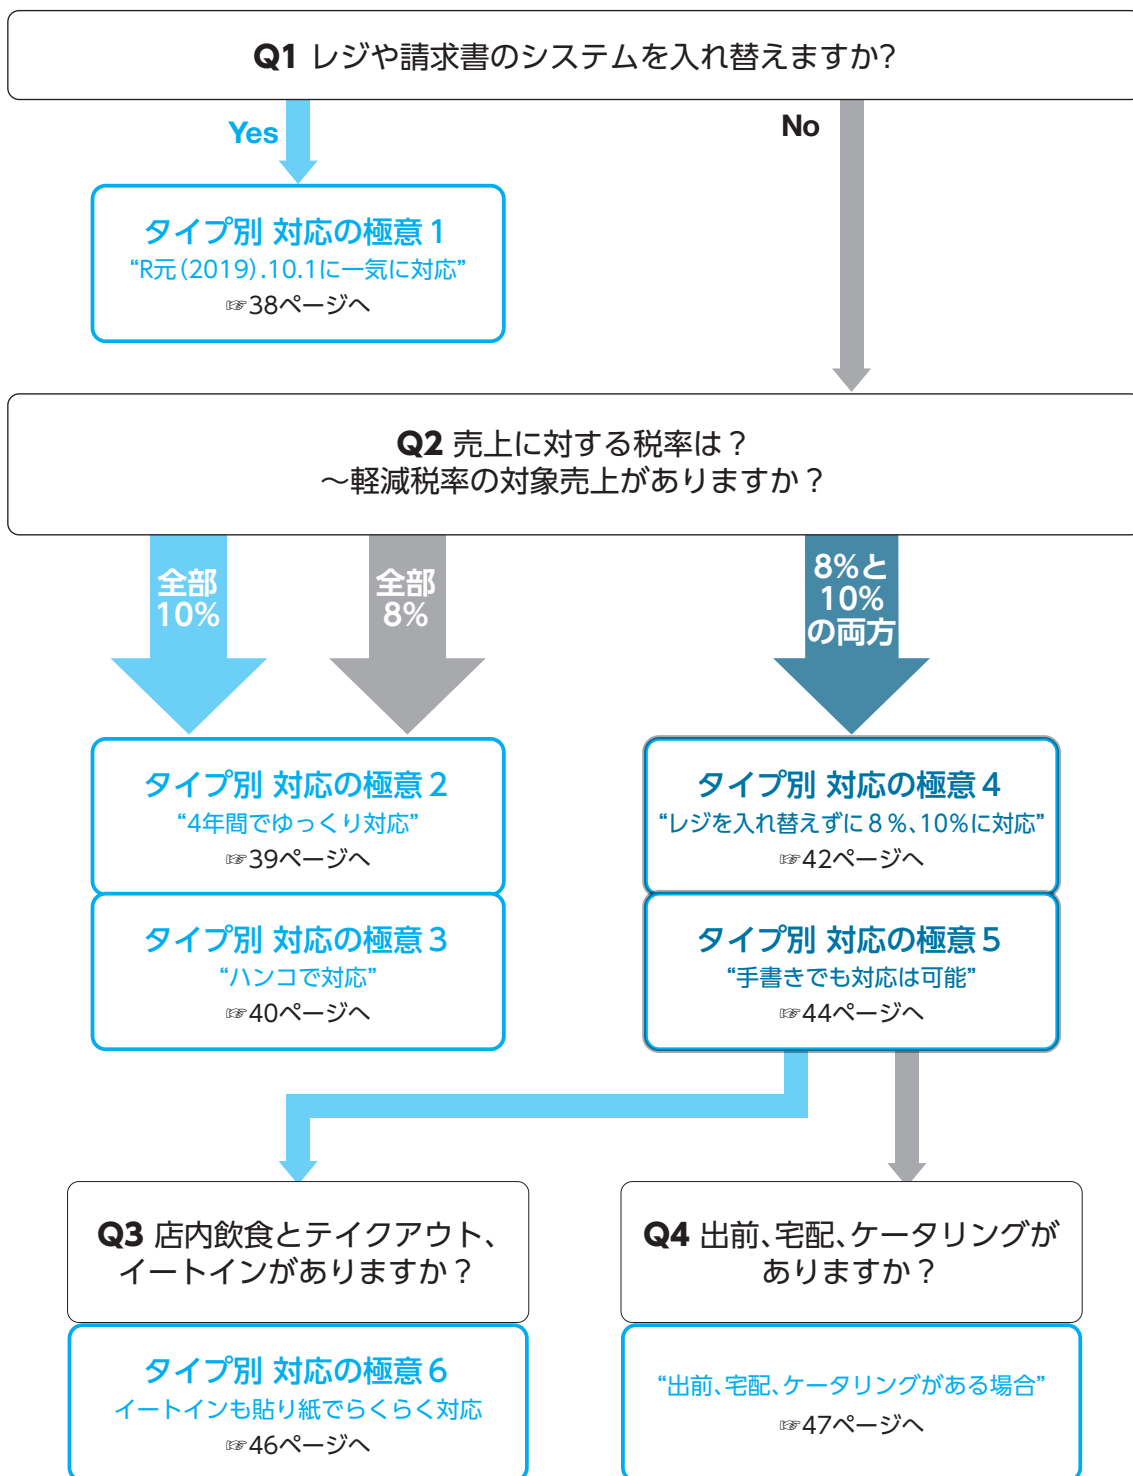 Q1 レジや請求書のシステムを入れ替えますか?
Yes
No
タイプ別 対応の極意1
“R元(2019).10.1に一気に対応”
☞38ページへ
Q2 売上に対する税率は？
～軽減税率の対象売上がありますか？
全部
10%
全部
8%
8%と
10%
の両方
タイプ別 対応の極意2
“4年間でゆっくり対応”
☞39ページへ
タイプ別 対応の極意3
“ハンコで対応”
☞40ページへ
タイプ別 対応の極意4
“レジを入れ替えずに８％、10％に対応”
☞42ページへ
タイプ別 対応の極意5
“手書きでも対応は可能”
☞44ページへ
Q3 店内飲食とテイクアウト、
イートインがありますか？
タイプ別 対応の極意6
イートインも貼り紙でらくらく対応
☞46ページへ
Q4 出前、宅配、ケータリングが
ありますか？
“出前、宅配、ケータリングがある場合”
☞47ページへ